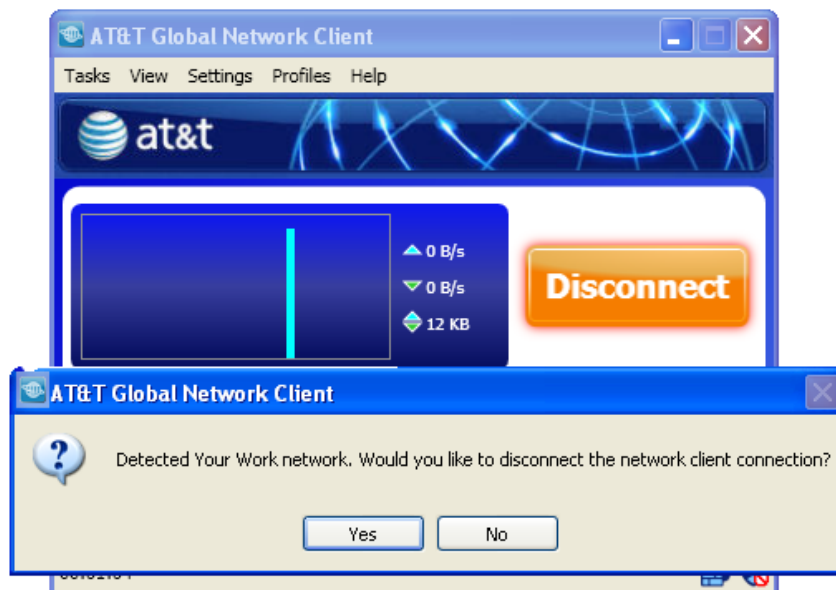 AT&T Global Network Client
Tasks View Settings Profiles Help
at&t
0 B/s
0 B/s
12 KB
Disconnect
AT&T Global Network Client
Detected Your Work network. Would you like to disconnect the network client connection?
Yes No